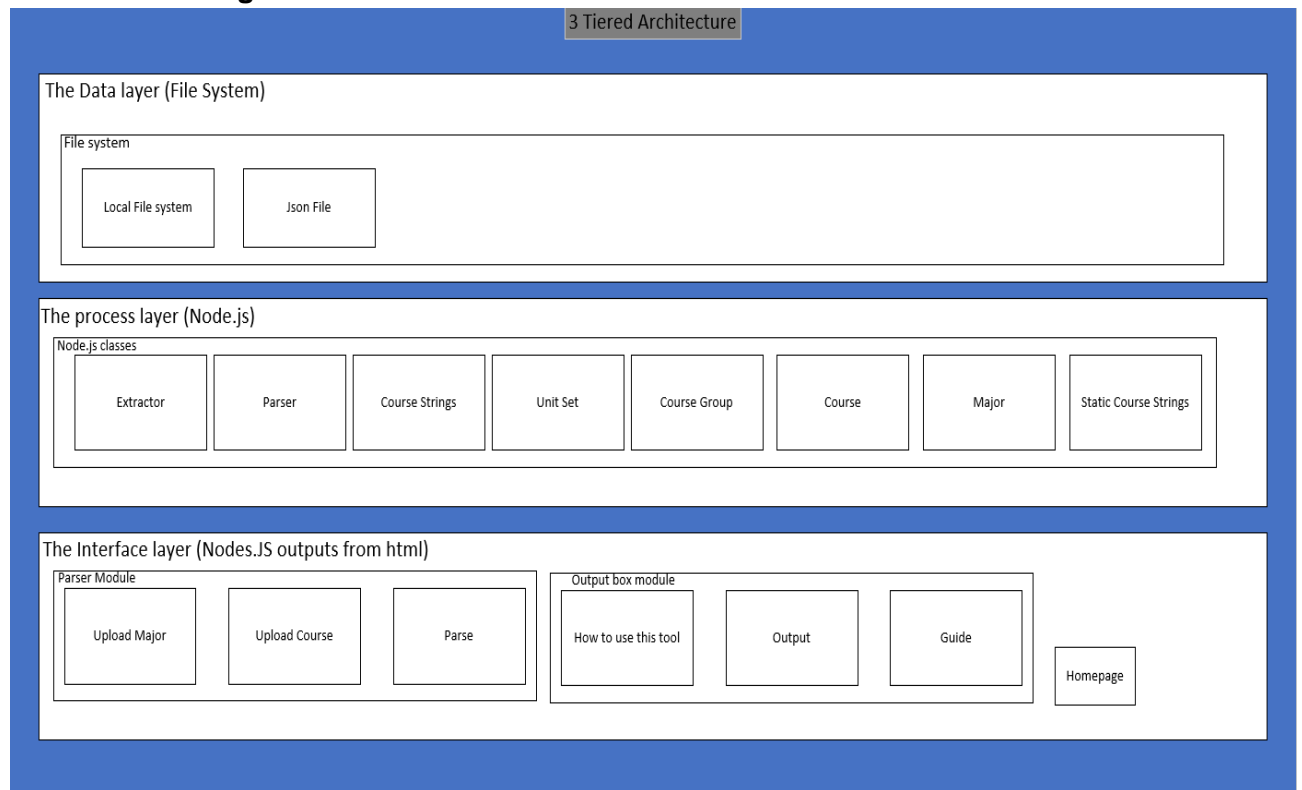 3 Tiered Architecture
The Data layer (File System)
File system
Local File system
Json File
The process layer (Node.js)
Node.js classes
Extractor
Parser
Course Strings
Unit Set
Course Group
Course
Major
Static Course Strings
The Interface layer (Nodes.JS outputs from html)
Parser Module
Upload Major
Upload Course
Parse
Output box module
How to use this tool
Output
Guide
Homepage